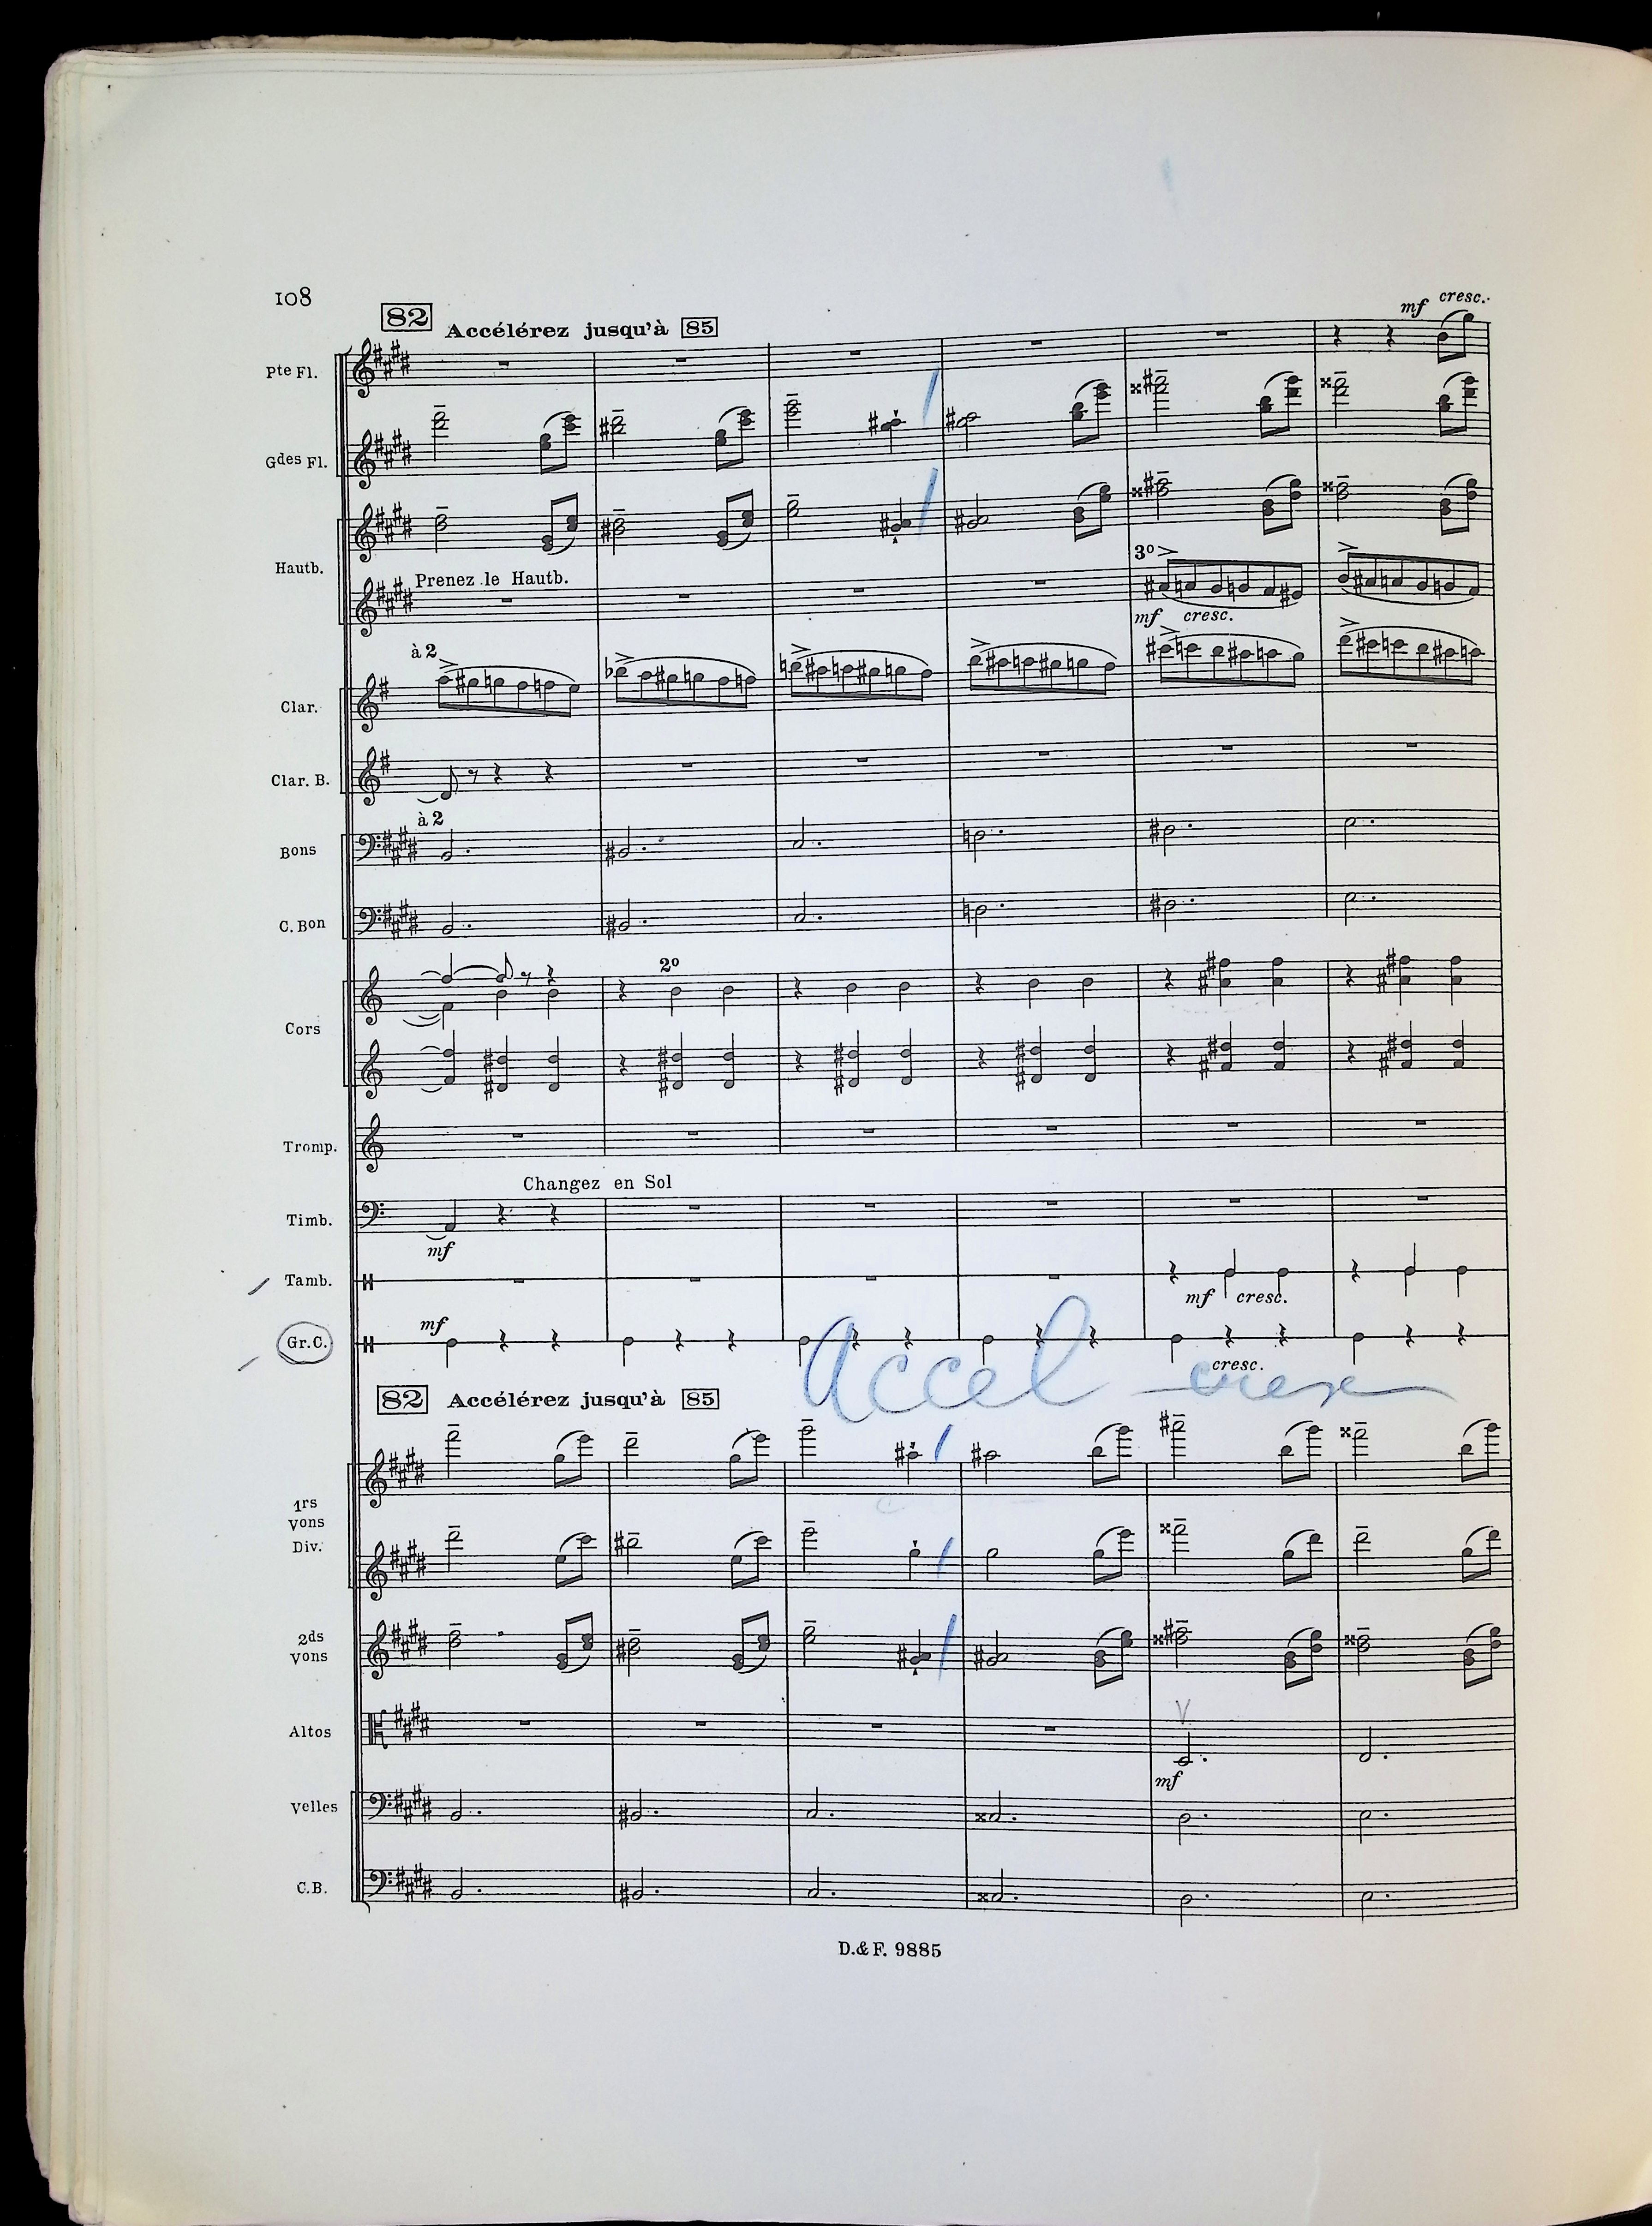 108
82 Accélérez jusqu'à 85
mf cresc.
Pte Fl.
Gdes Fl.
Hautb.
Prenez le Hautb.
3o
mf cresc.
à 2
Clar.
Clar. B.
à 2
Bons
C. Bon
2o
Cors
Tromp.
Changez en Sol
Timb.
mf
Tamb.
mf cresc.
mf
Gr.C.
cresc.
Accel cresc
82 Accélérez jusqu'à 85
1rs
Vons
Div.
2ds
Vons
Altos
mf
Velles
C.B.
D.&F. 9885